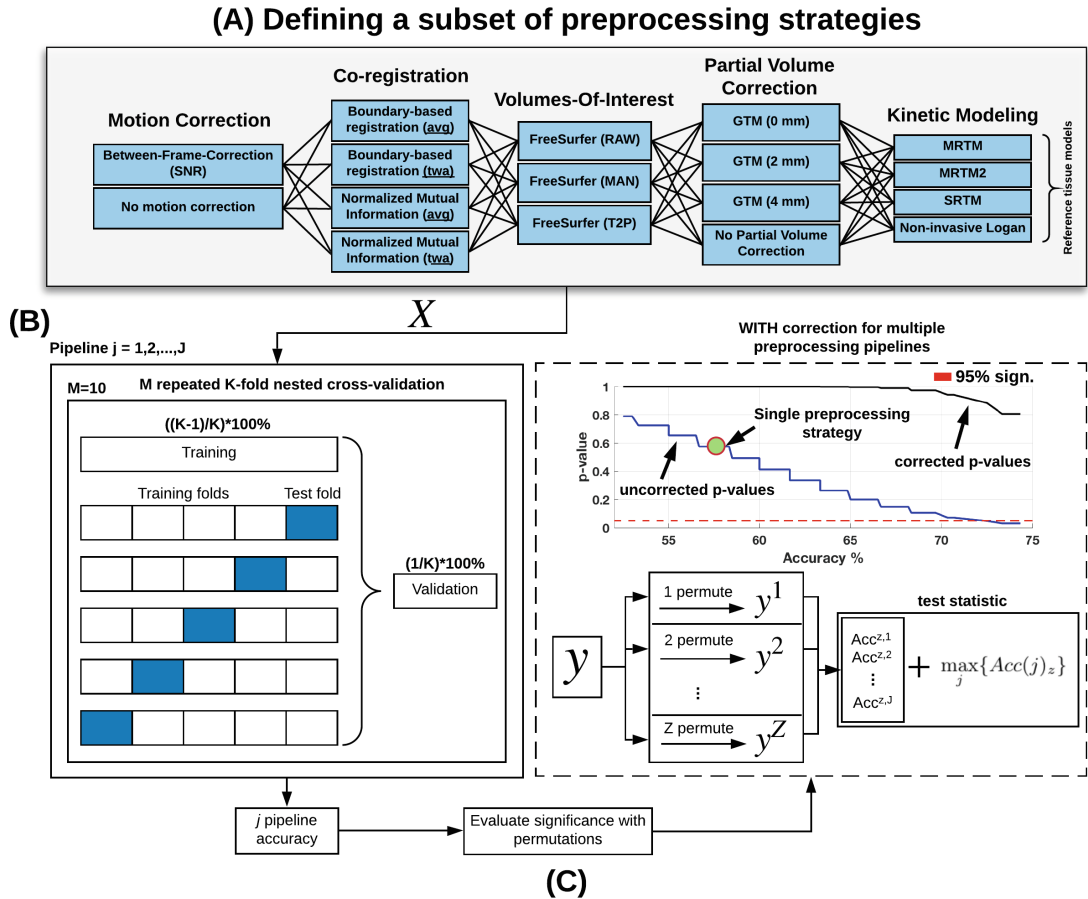 (A) Defining a subset of preprocessing strategies
Motion Correction
Between-Frame-Correction
(SNR)
No motion correction
Co-registration
Boundary-based
registration (avg)
Boundary-based
registration (twa)
Normalized Mutual
Information (avg)
Normalized Mutual
Information (twa)
Volumes-Of-Interest
FreeSurfer (RAW)
FreeSurfer (MAN)
FreeSurfer (T2P)
Partial Volume
Correction
GTM (0 mm)
GTM (2 mm)
GTM (4 mm)
No Partial Volume
Correction
Kinetic Modeling
MRTM
MRTM2
SRTM
Non-invasive Logan
Reference tissue models
X
(B)
Pipeline j = 1,2,...,J
M=10
M repeated K-fold nested cross-validation
((K-1)/K)*100%
Training
Training folds
Test fold
(1/K)*100%
Validation
j pipeline
accuracy
Evaluate significance with
permutations
(C)
WITH correction for multiple
preprocessing pipelines
95% sign.
Single preprocessing
strategy
uncorrected p-values
corrected p-values
p-value
1
0.8
0.6
0.4
0.2
0
55
60
65
70
75
Accuracy %
y
1 permute y^1
2 permute y^2
⋮
Z permute y^Z
test statistic
Acc^{z,1}
Acc^{z,2}
⋮
Acc^{z,J}
+ max_j{Acc(j)_z}